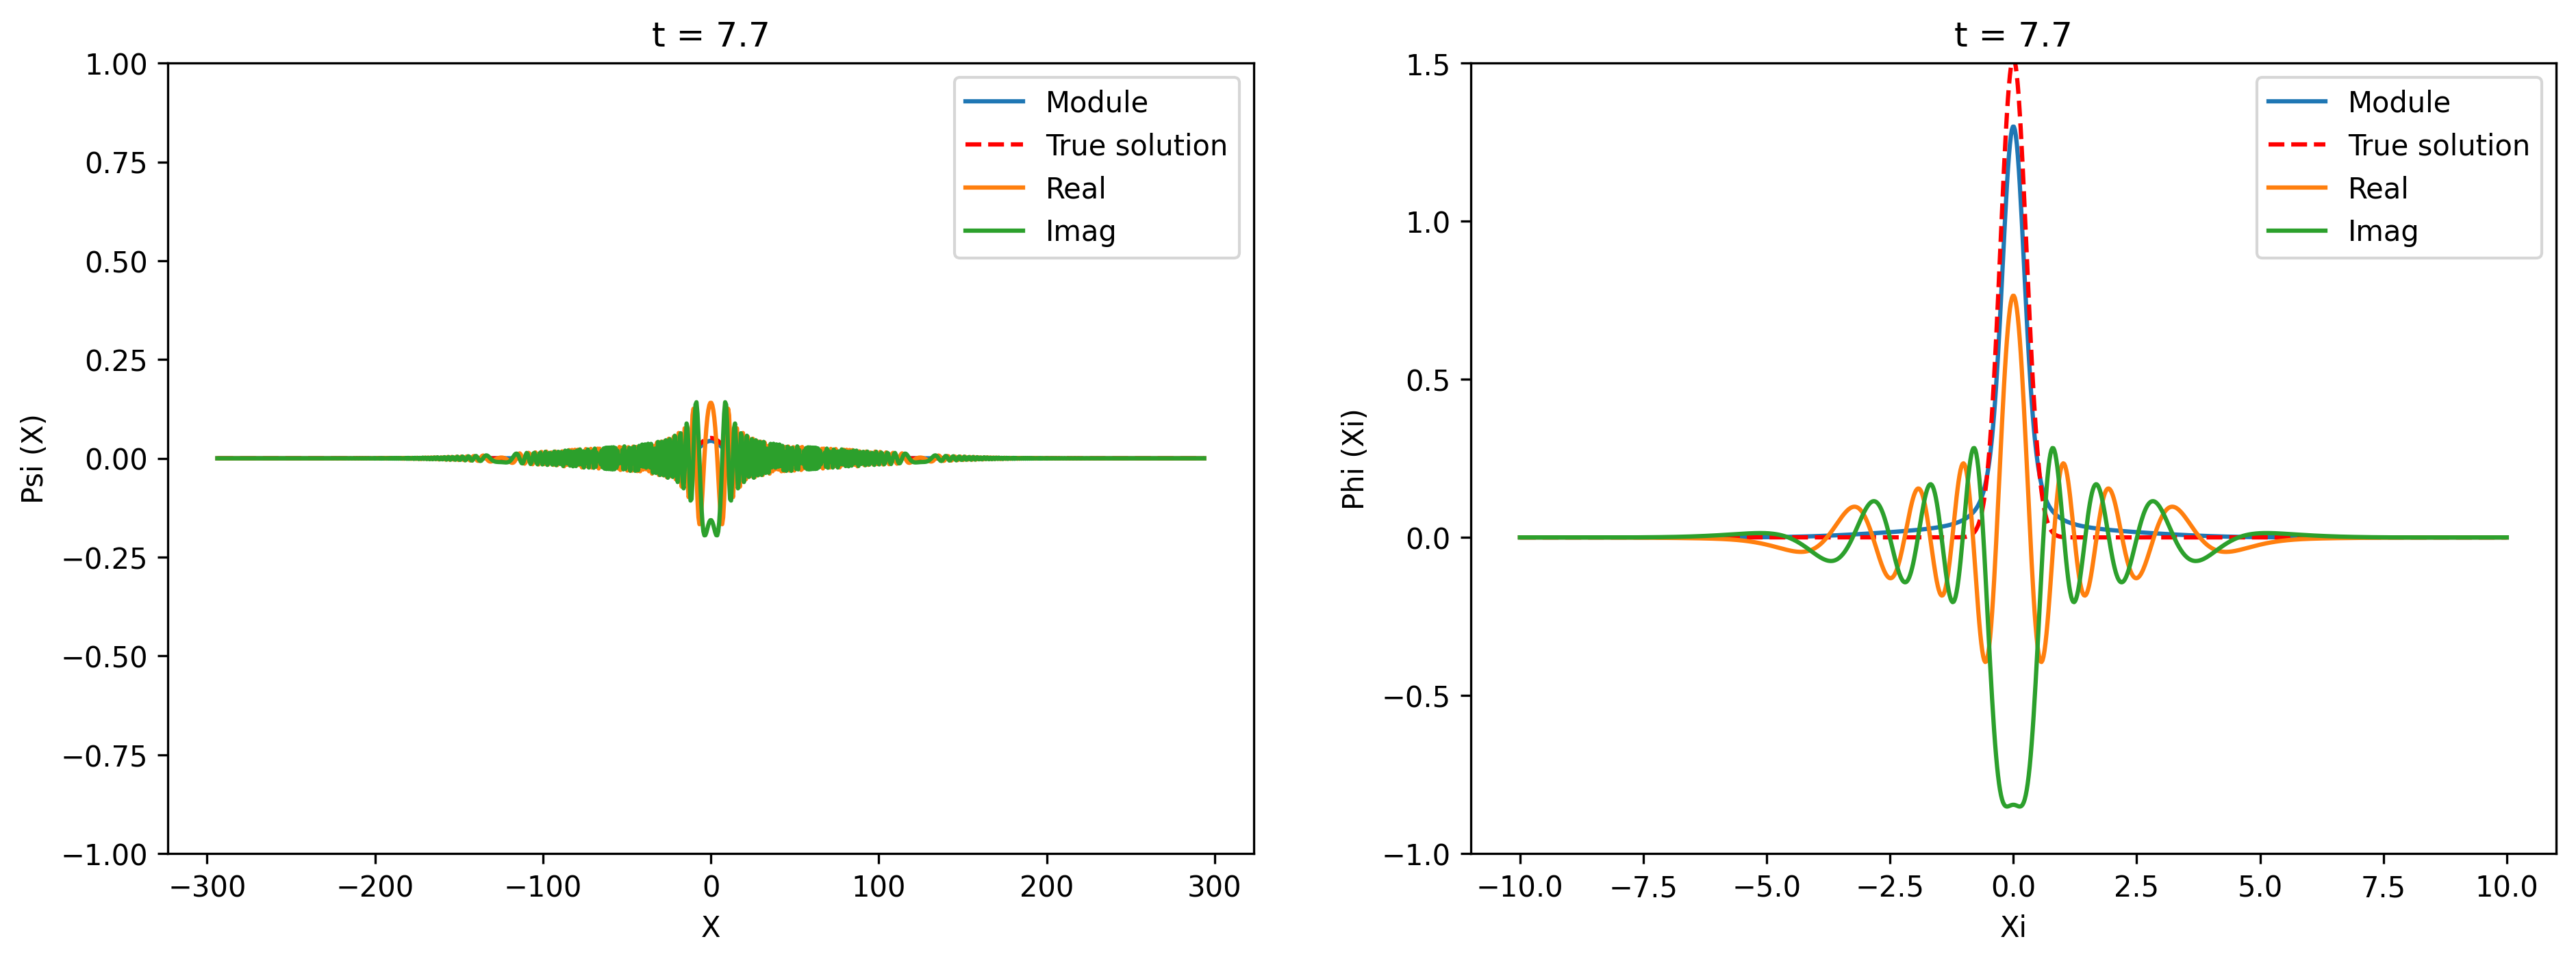 t = 7.7
Psi (X)
1.00
0.75
0.50
0.25
0.00
−0.25
−0.50
−0.75
−1.00
Module
True solution
Real
Imag
−300
−200
−100
0
100
200
300
X
t = 7.7
Phi (Xi)
1.5
1.0
0.5
0.0
−0.5
−1.0
Module
True solution
Real
Imag
−10.0
−7.5
−5.0
−2.5
0.0
2.5
5.0
7.5
10.0
Xi